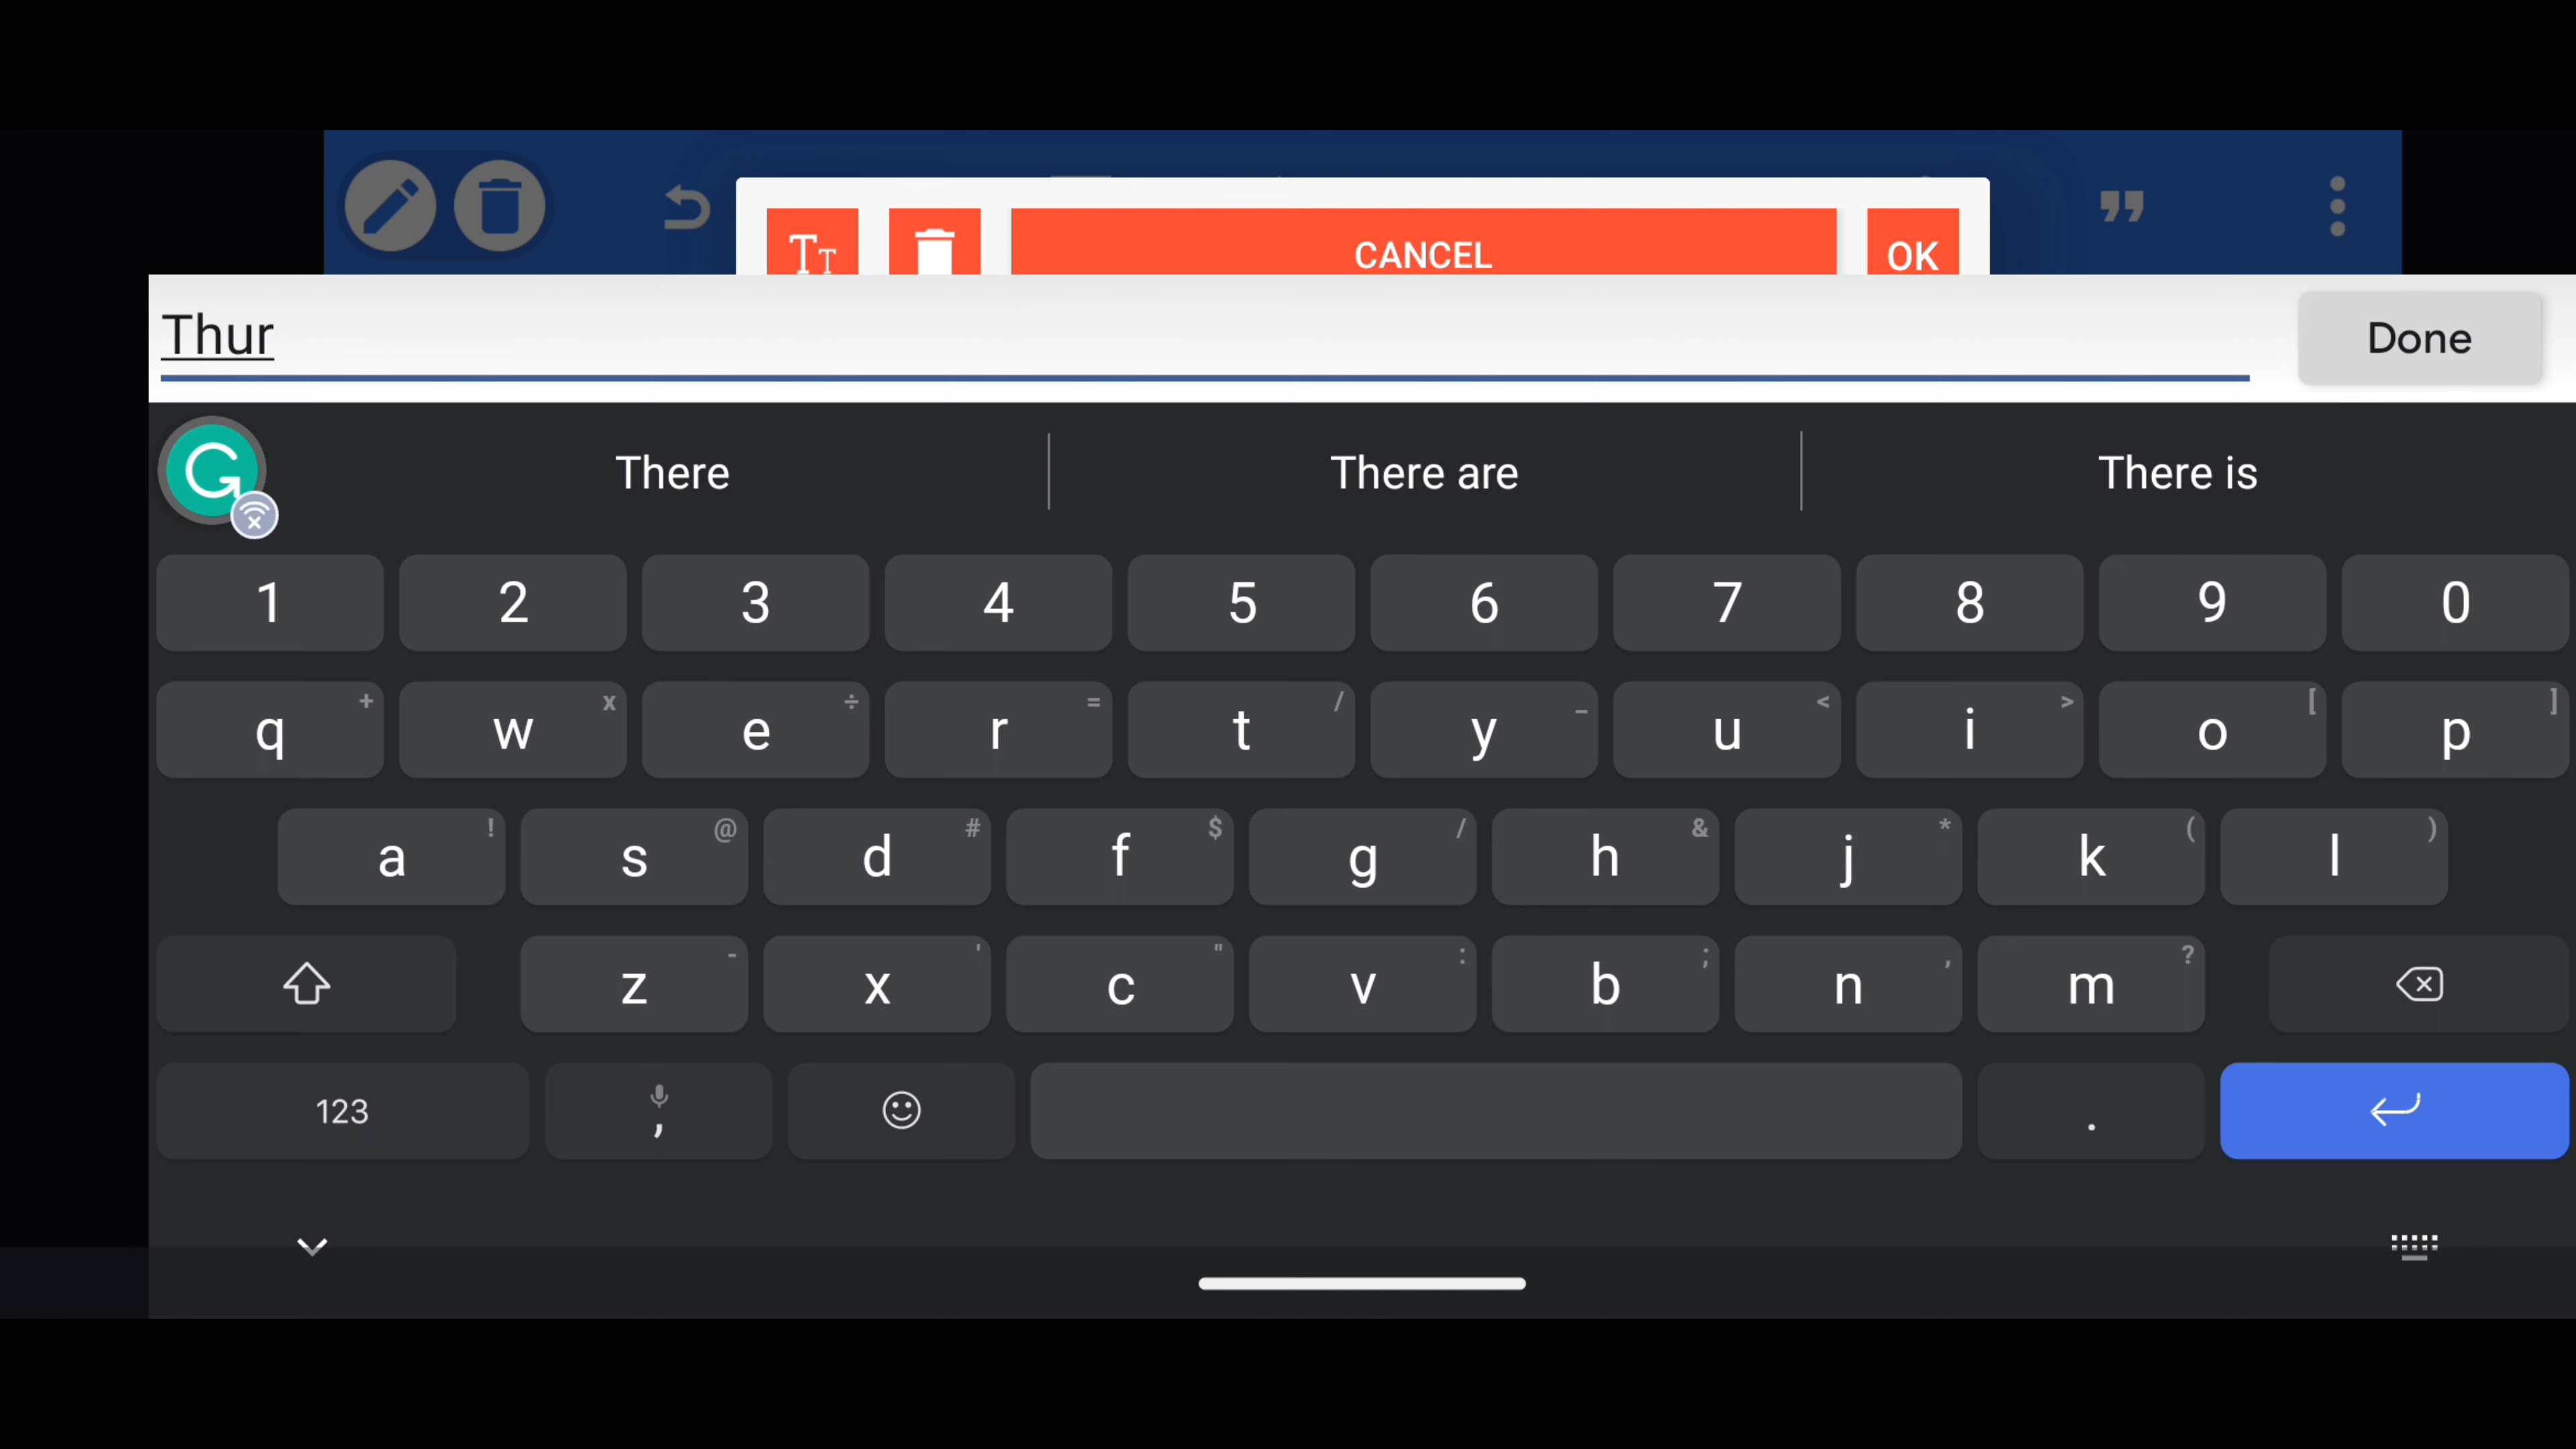 Tт CANCEL OK
Thur Done
There There are There is
1 2 3 4 5 6 7 8 9 0
q + w x e ÷ r = t / y _ u < i > o [ p ]
a ! s @ d # f $ g / h & j * k ( l )
z - x ' c " v : b ; n , m ?
123 , .